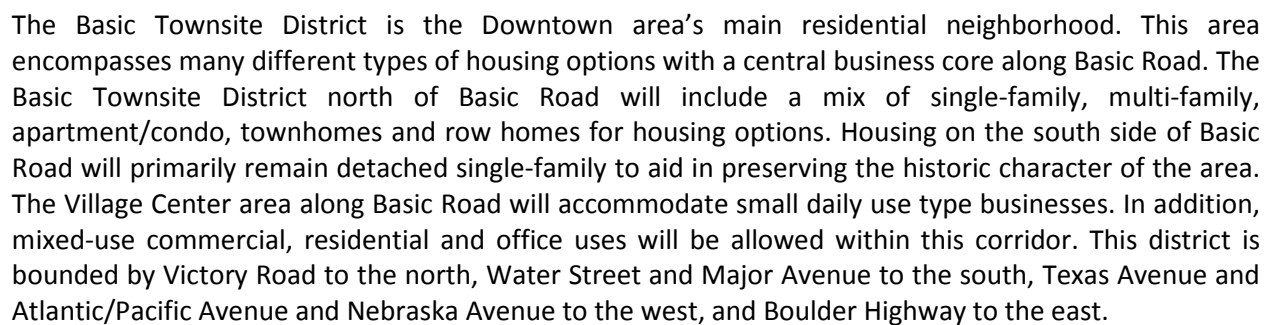 The Basic Townsite District is the Downtown area’s main residential neighborhood. This area
encompasses many different types of housing options with a central business core along Basic Road. The
Basic Townsite District north of Basic Road will include a mix of single-family, multi-family,
apartment/condo, townhomes and row homes for housing options. Housing on the south side of Basic
Road will primarily remain detached single-family to aid in preserving the historic character of the area.
The Village Center area along Basic Road will accommodate small daily use type businesses. In addition,
mixed-use commercial, residential and office uses will be allowed within this corridor. This district is
bounded by Victory Road to the north, Water Street and Major Avenue to the south, Texas Avenue and
Atlantic/Pacific Avenue and Nebraska Avenue to the west, and Boulder Highway to the east.